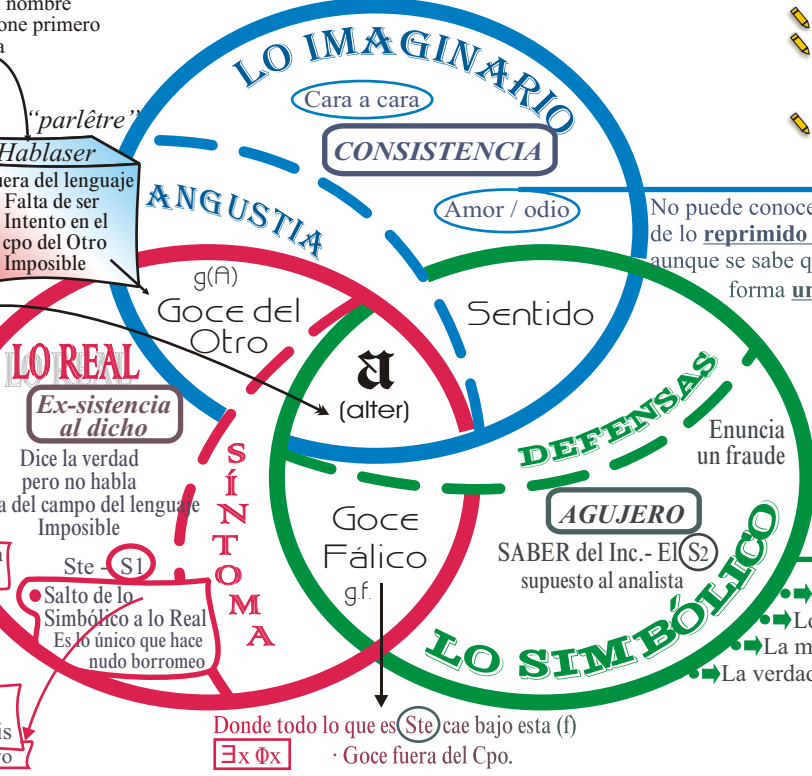 nombre
one primero
a
“parlêtre”
Hablaser
uera del lenguaje
Falta de ser
Intento en el
cpo del Otro
Imposible
LO IMAGINARIO
Cara a cara
CONSISTENCIA
Amor / odio
ANGUSTIA
No puede conoce
de lo reprimido
aunque se sabe q
forma un
g(A)
Goce del
Otro
Sentido
a
(alter)
LO REAL
Ex-sistencia
al dicho
Dice la verdad
pero no habla
a del campo del lenguaje
Imposible
Ste - S1
Salto de lo
Simbólico a lo Real
Es lo único que hace
nudo borromeo
SÍNTOMA
Goce
Fálico
g.f.
DEFENSAS
Enuncia
un fraude
AGUJERO
SABER del Inc.- El S2
supuesto al analista
LO SIMBÓLICO
Lo
La m
La verdad
is
vo
Donde todo lo que es Ste cae bajo esta (f)
∃x Φx · Goce fuera del Cpo.